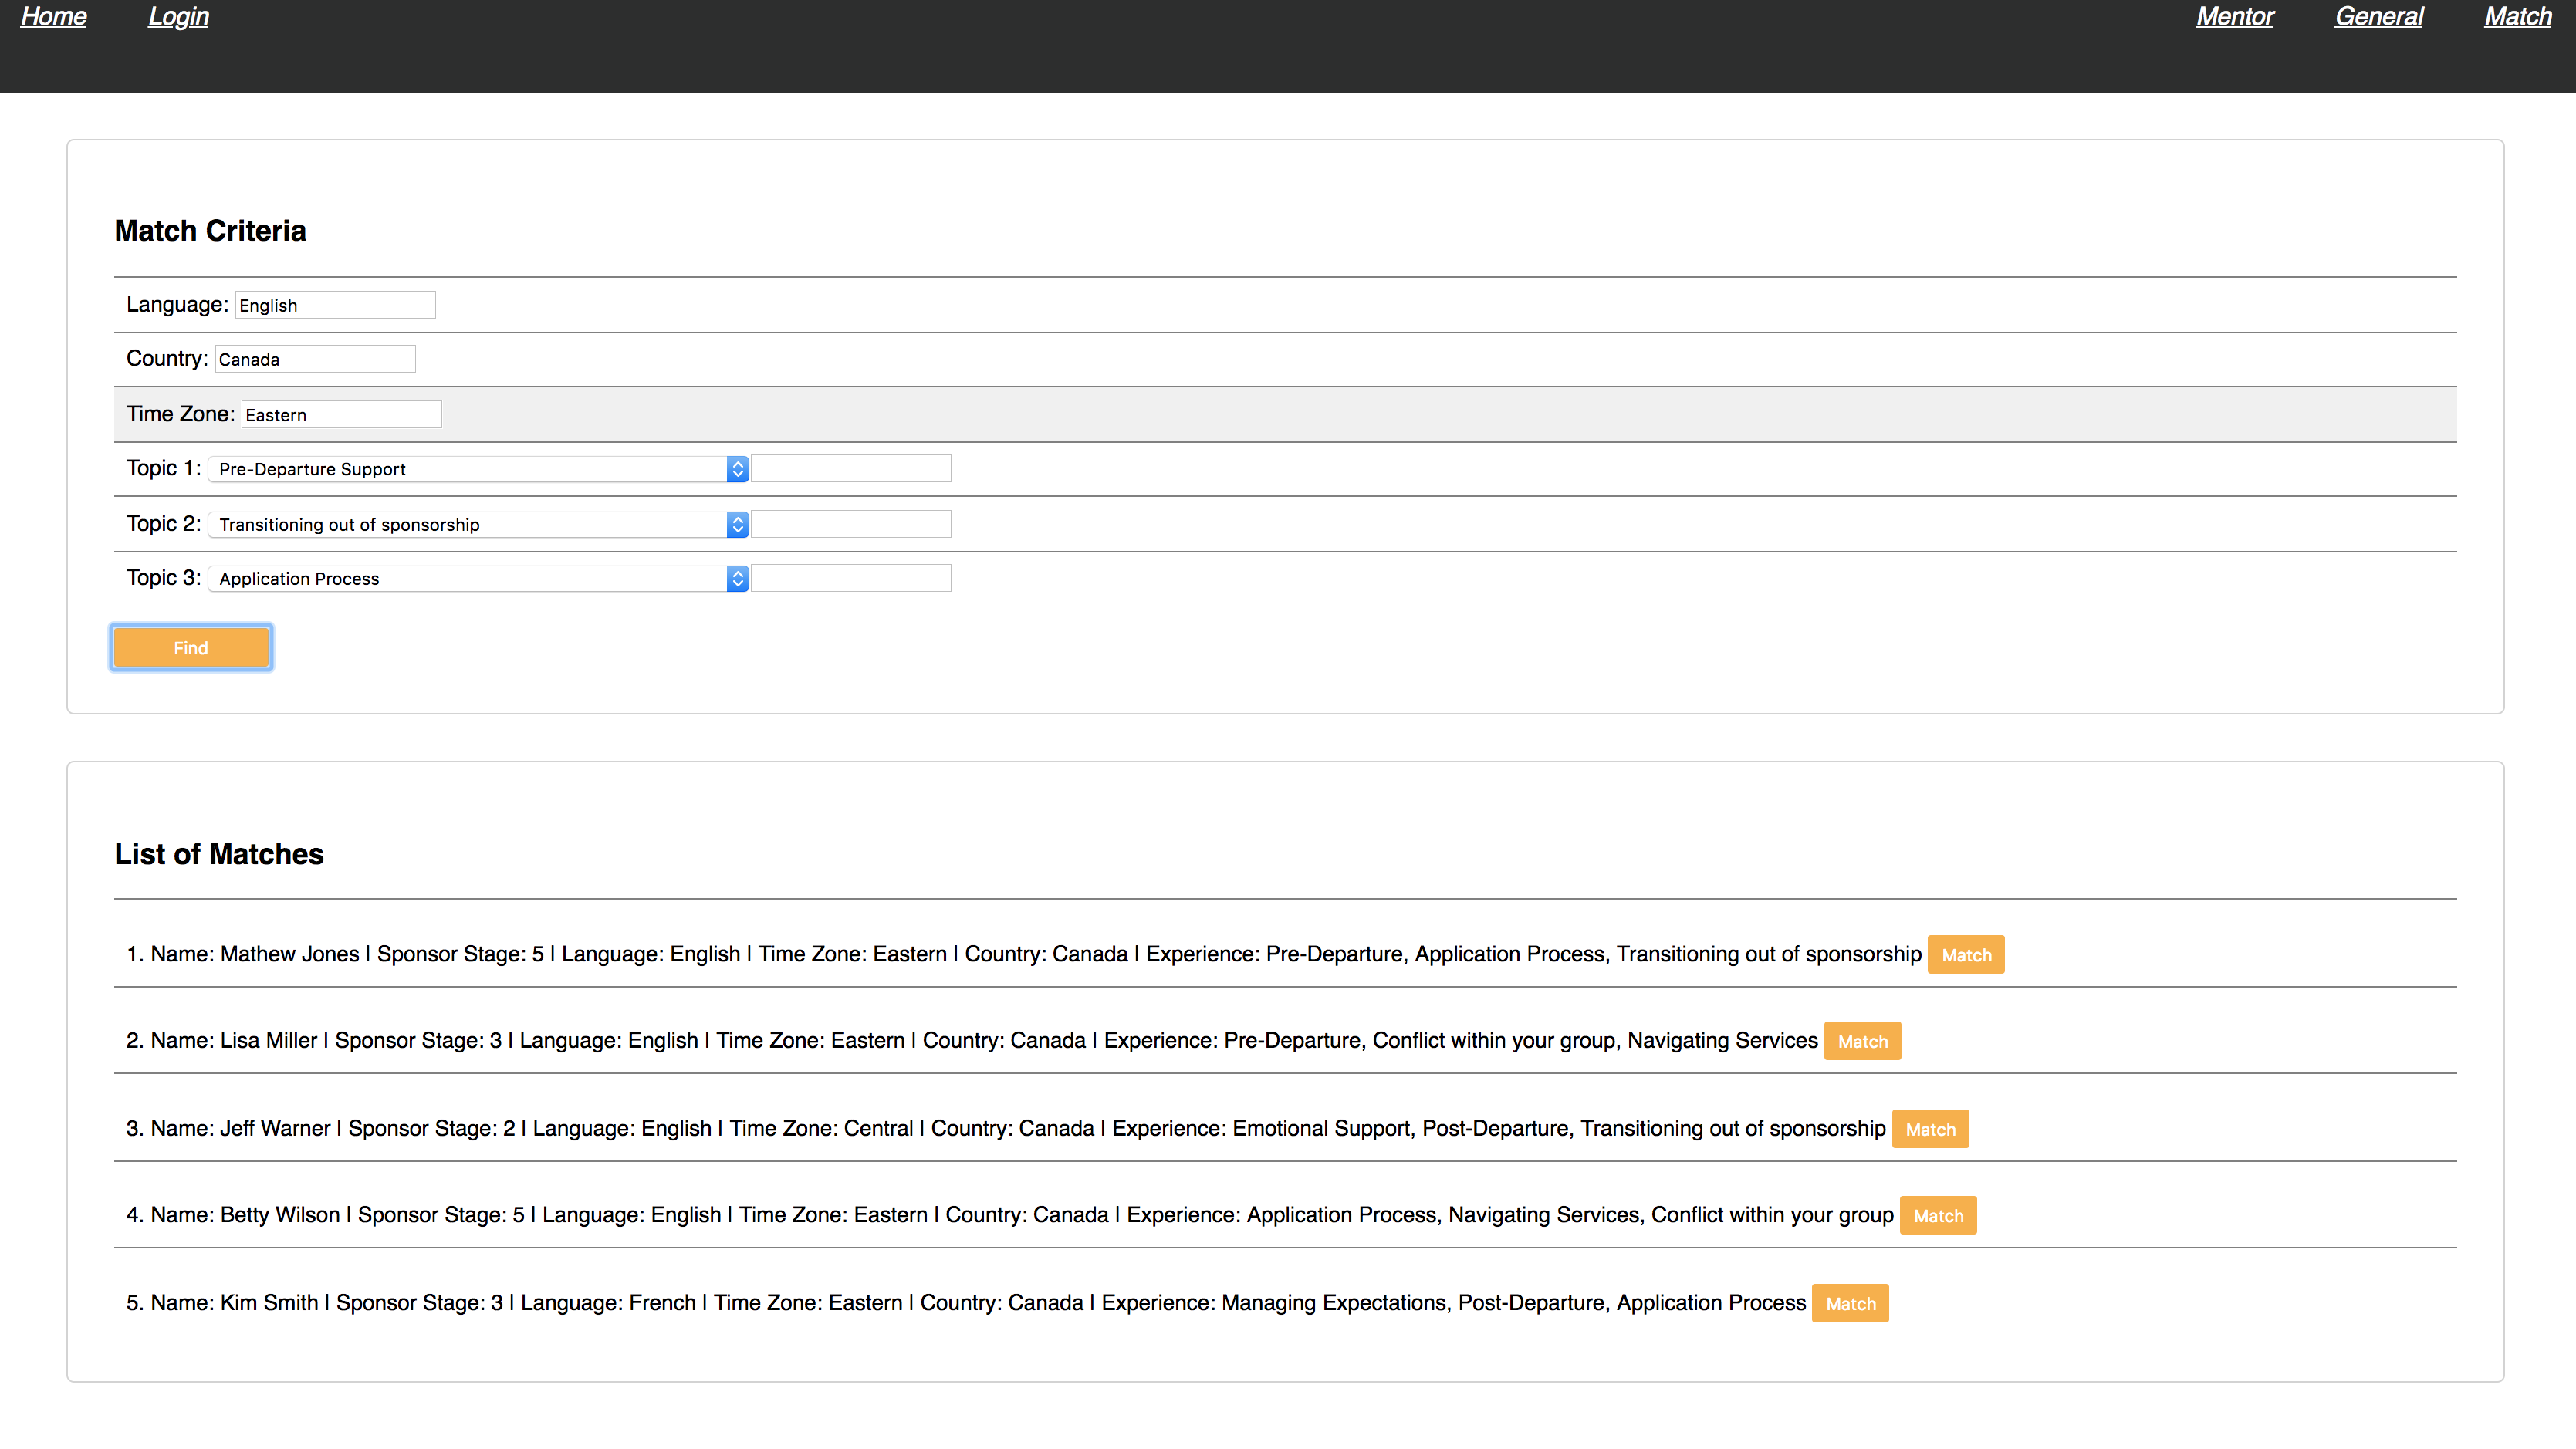 Home Login Mentor General Match
Match Criteria
Language: English
Country: Canada
Time Zone: Eastern
Topic 1: Pre-Departure Support
Topic 2: Transitioning out of sponsorship
Topic 3: Application Process
Find
List of Matches
1. Name: Mathew Jones | Sponsor Stage: 5 | Language: English | Time Zone: Eastern | Country: Canada | Experience: Pre-Departure, Application Process, Transitioning out of sponsorship Match
2. Name: Lisa Miller | Sponsor Stage: 3 | Language: English | Time Zone: Eastern | Country: Canada | Experience: Pre-Departure, Conflict within your group, Navigating Services Match
3. Name: Jeff Warner | Sponsor Stage: 2 | Language: English | Time Zone: Central | Country: Canada | Experience: Emotional Support, Post-Departure, Transitioning out of sponsorship Match
4. Name: Betty Wilson | Sponsor Stage: 5 | Language: English | Time Zone: Eastern | Country: Canada | Experience: Application Process, Navigating Services, Conflict within your group Match
5. Name: Kim Smith | Sponsor Stage: 3 | Language: French | Time Zone: Eastern | Country: Canada | Experience: Managing Expectations, Post-Departure, Application Process Match